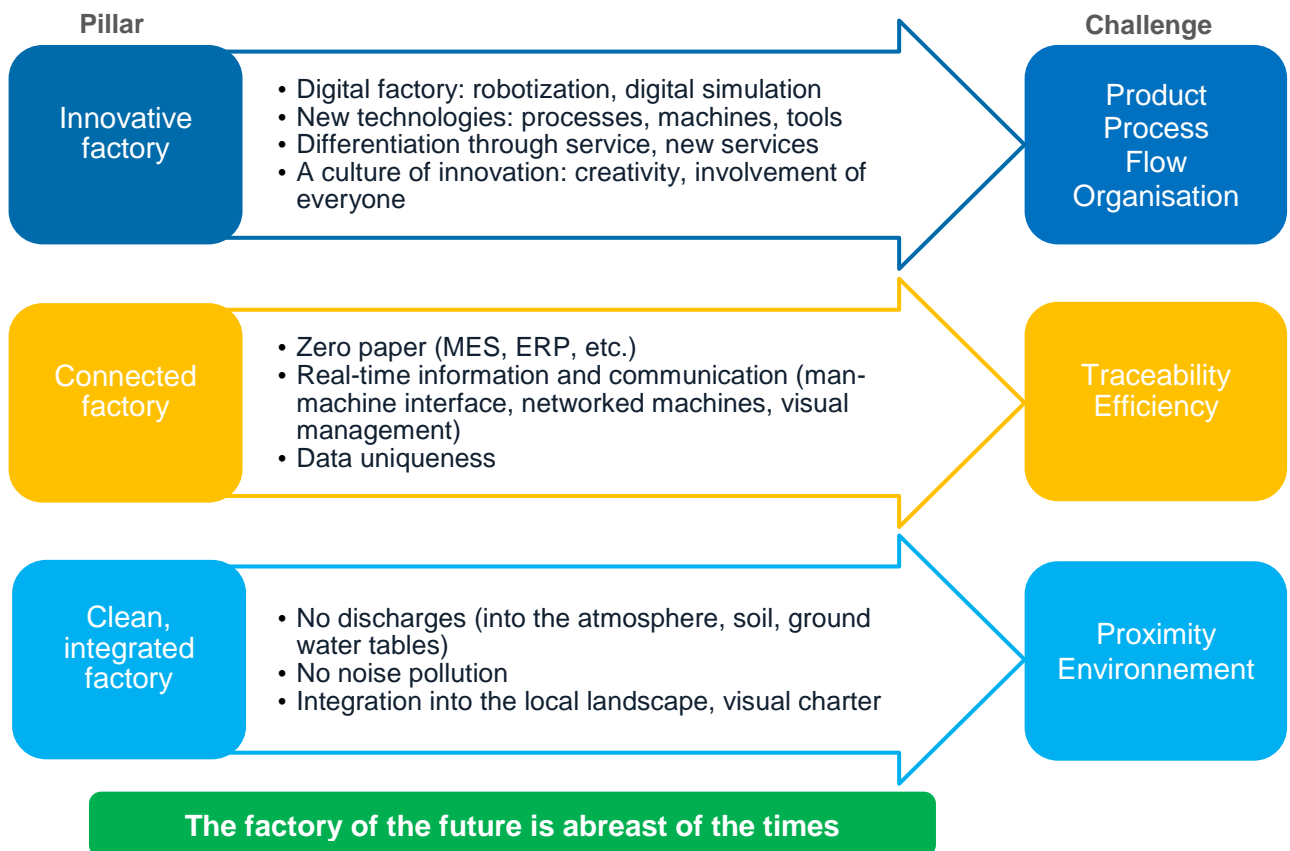 Pillar
Challenge
Innovative
factory
• Digital factory: robotization, digital simulation
• New technologies: processes, machines, tools
• Differentiation through service, new services
• A culture of innovation: creativity, involvement of
everyone
Product
Process
Flow
Organisation
Connected
factory
• Zero paper (MES, ERP, etc.)
• Real-time information and communication (man-
machine interface, networked machines, visual
management)
• Data uniqueness
Traceability
Efficiency
Clean,
integrated
factory
• No discharges (into the atmosphere, soil, ground
water tables)
• No noise pollution
• Integration into the local landscape, visual charter
Proximity
Environnement
The factory of the future is abreast of the times